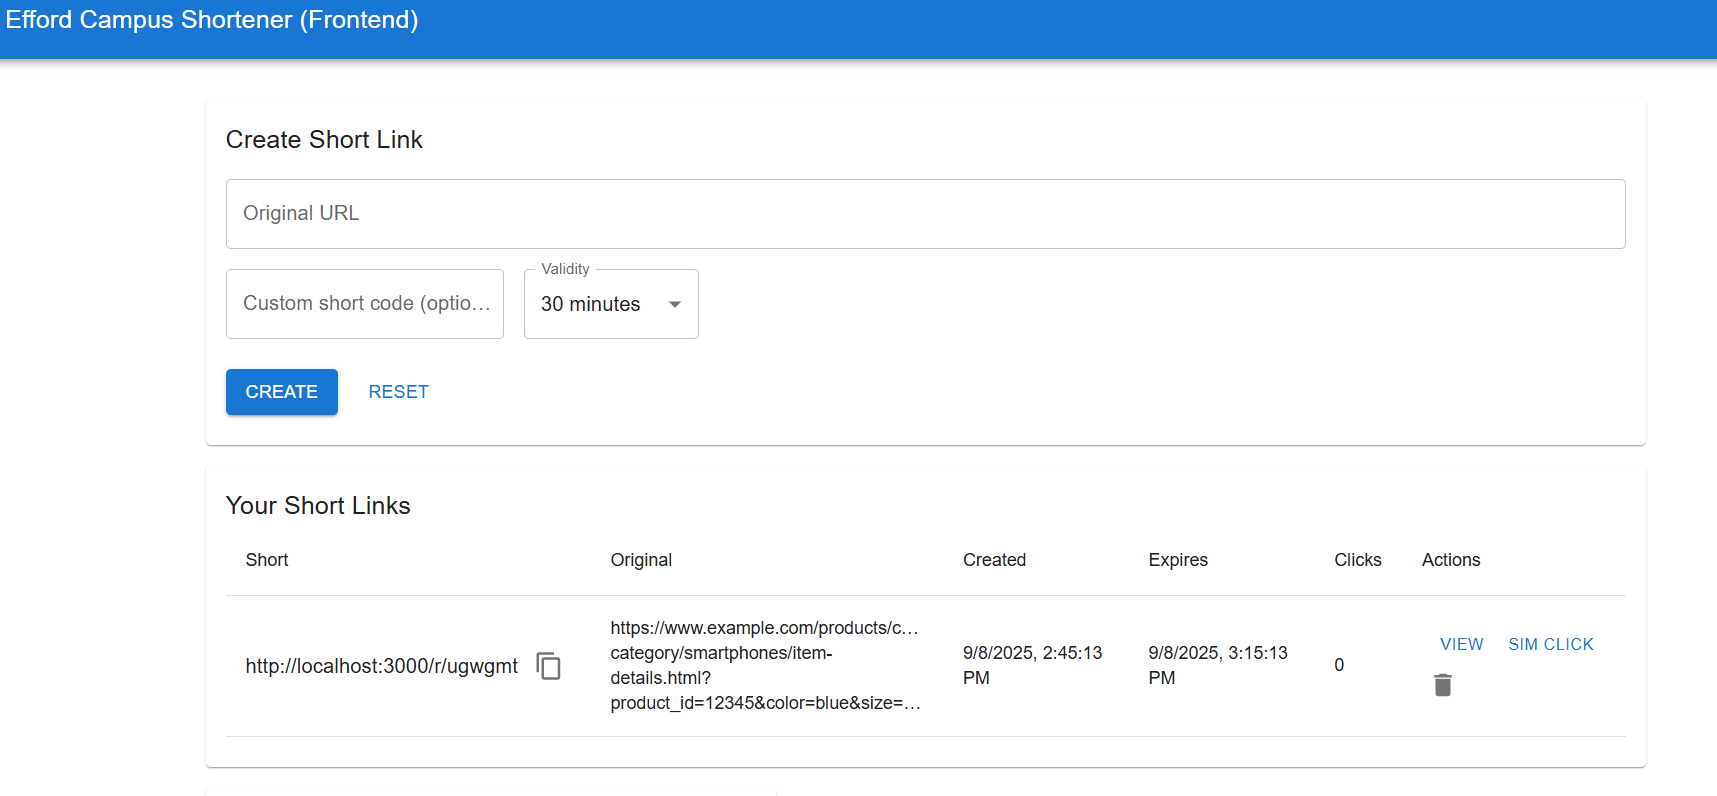 Efford Campus Shortener (Frontend)
Create Short Link
Original URL
Validity
Custom short code (optio…
30 minutes
CREATE
RESET
Your Short Links
Short
Original
Created
Expires
Clicks
Actions
http://localhost:3000/r/ugwgmt
https://www.example.com/products/c…
category/smartphones/item-
details.html?
product_id=12345&color=blue&size=…
9/8/2025, 2:45:13
PM
9/8/2025, 3:15:13
PM
0
VIEW
SIM CLICK